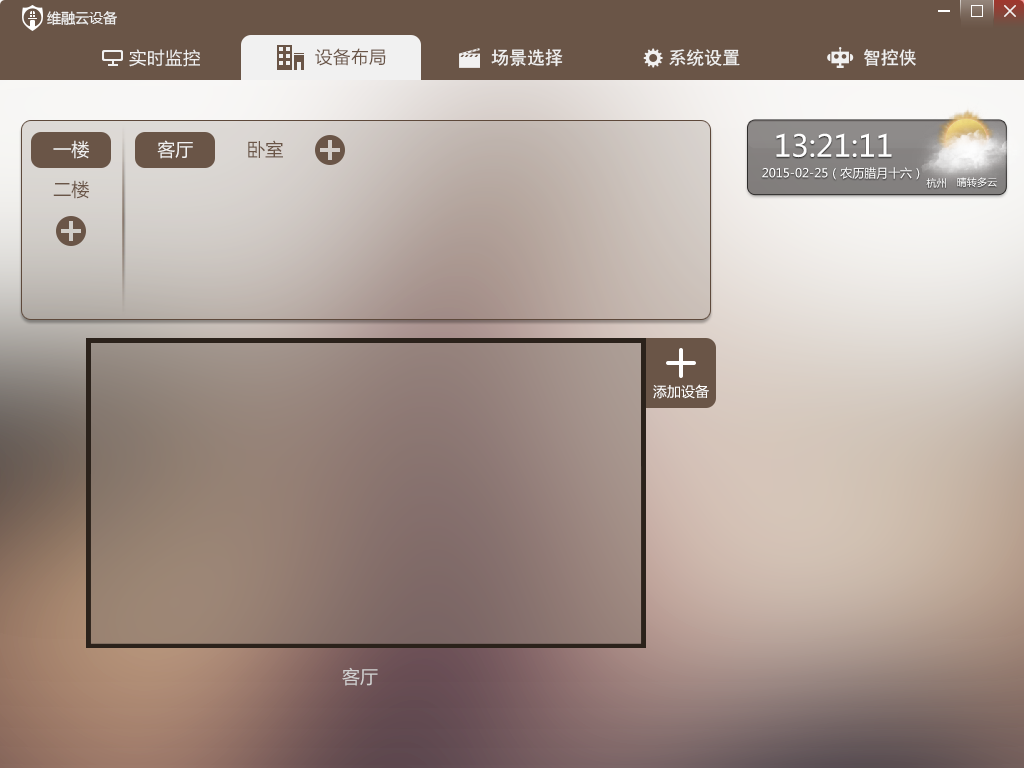 维融云设备
实时监控
设备布局
场景选择
系统设置
智控侠
一楼
客厅
卧室
二楼
13:21:11
2015-02-25（农历腊月十六）
杭州 晴转多云
添加设备
客厅